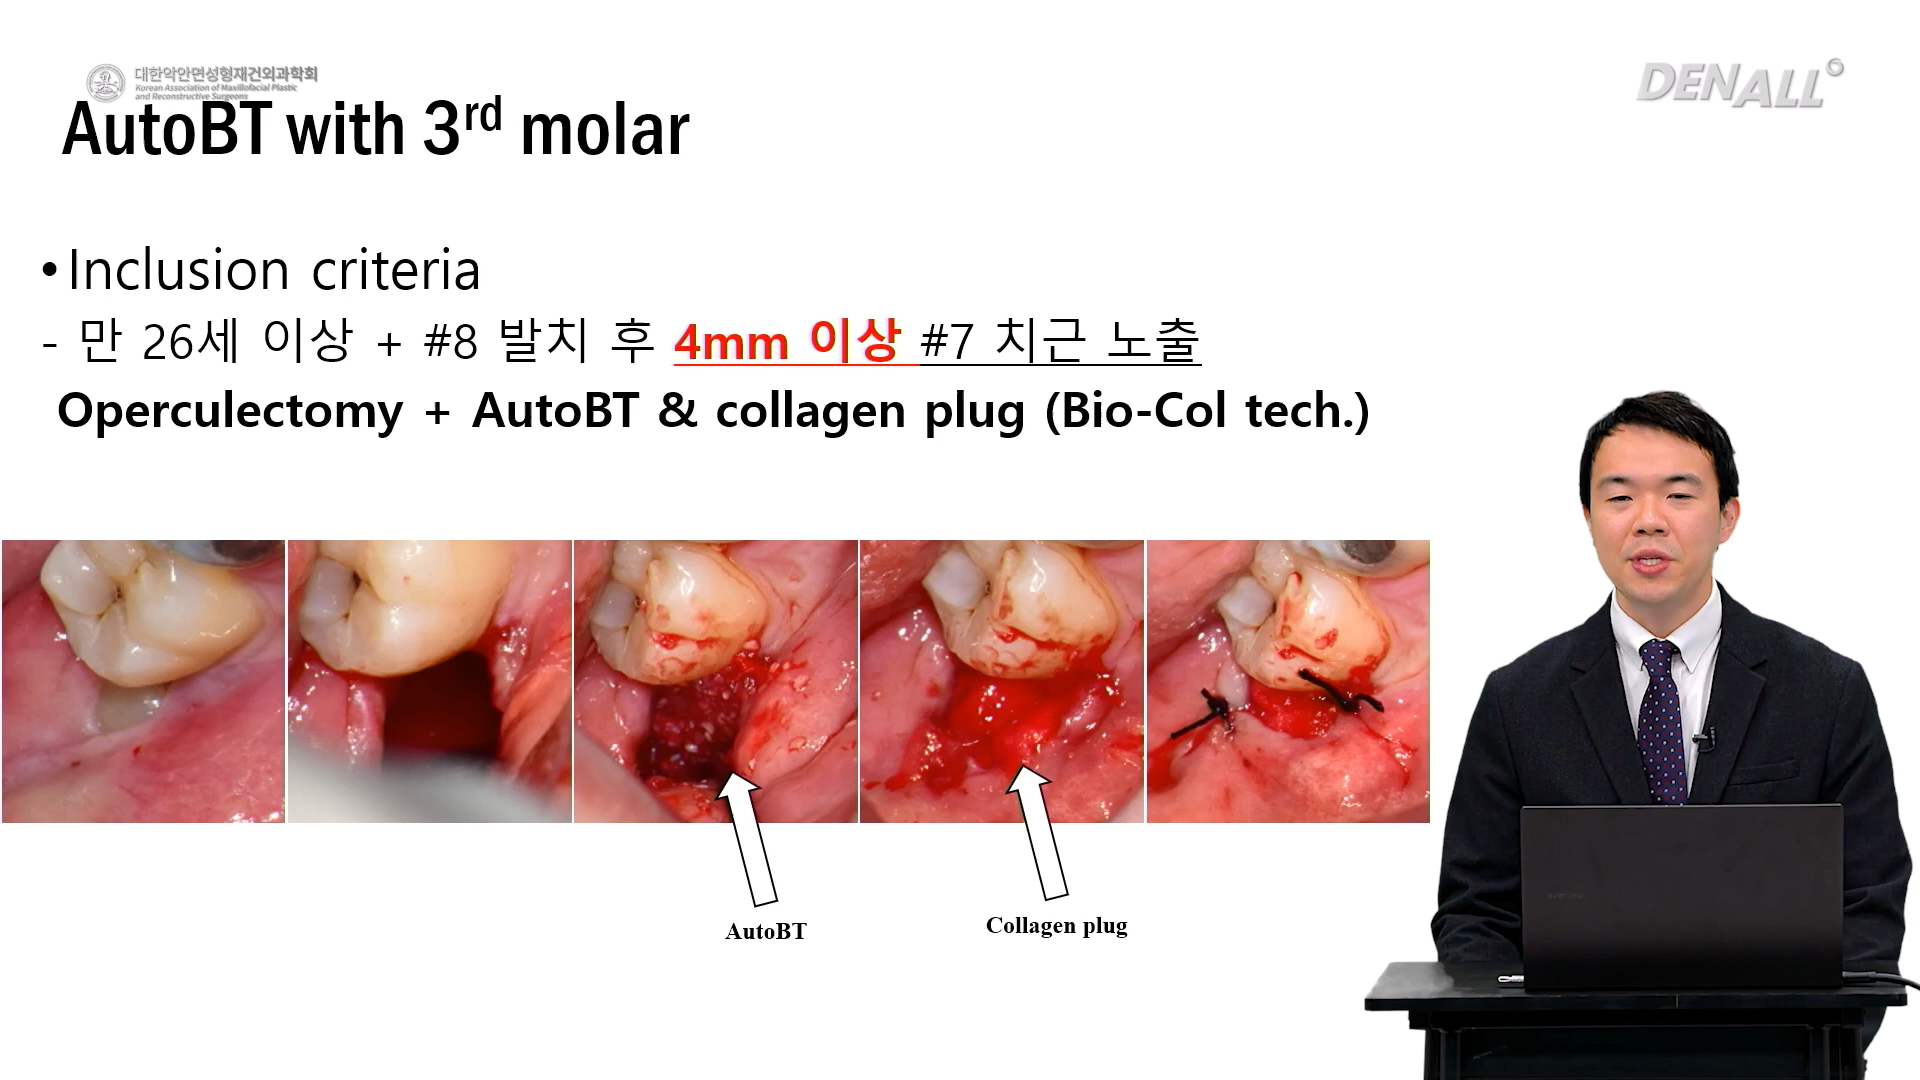 대한악안면성형재건외과학회
Korean Association of Maxillofacial Plastic
and Reconstructive Surgeons
DENALL
AutoBT with 3rd molar
• Inclusion criteria
- 만 26세 이상 + #8 발치 후 4mm 이상 #7 치근 노출
Operculectomy + AutoBT & collagen plug (Bio-Col tech.)
AutoBT
Collagen plug
SAMSUNG